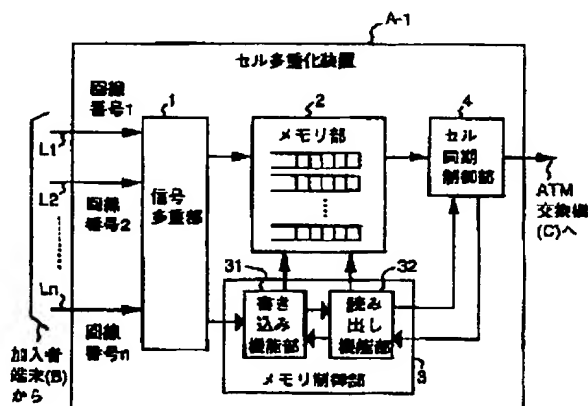 A-1
セル多重化装置
回線
番号1
1
2
4
L1
メモリ部
セル
同期
制御部
L2
回線
番号2
信号
多重部
ATM
交換機
(C)へ
31
32
Ln
書き
込み
機能部
読み
出し
機能部
回線
番号n
3
メモリ制御部
加入者
端末(B)
から